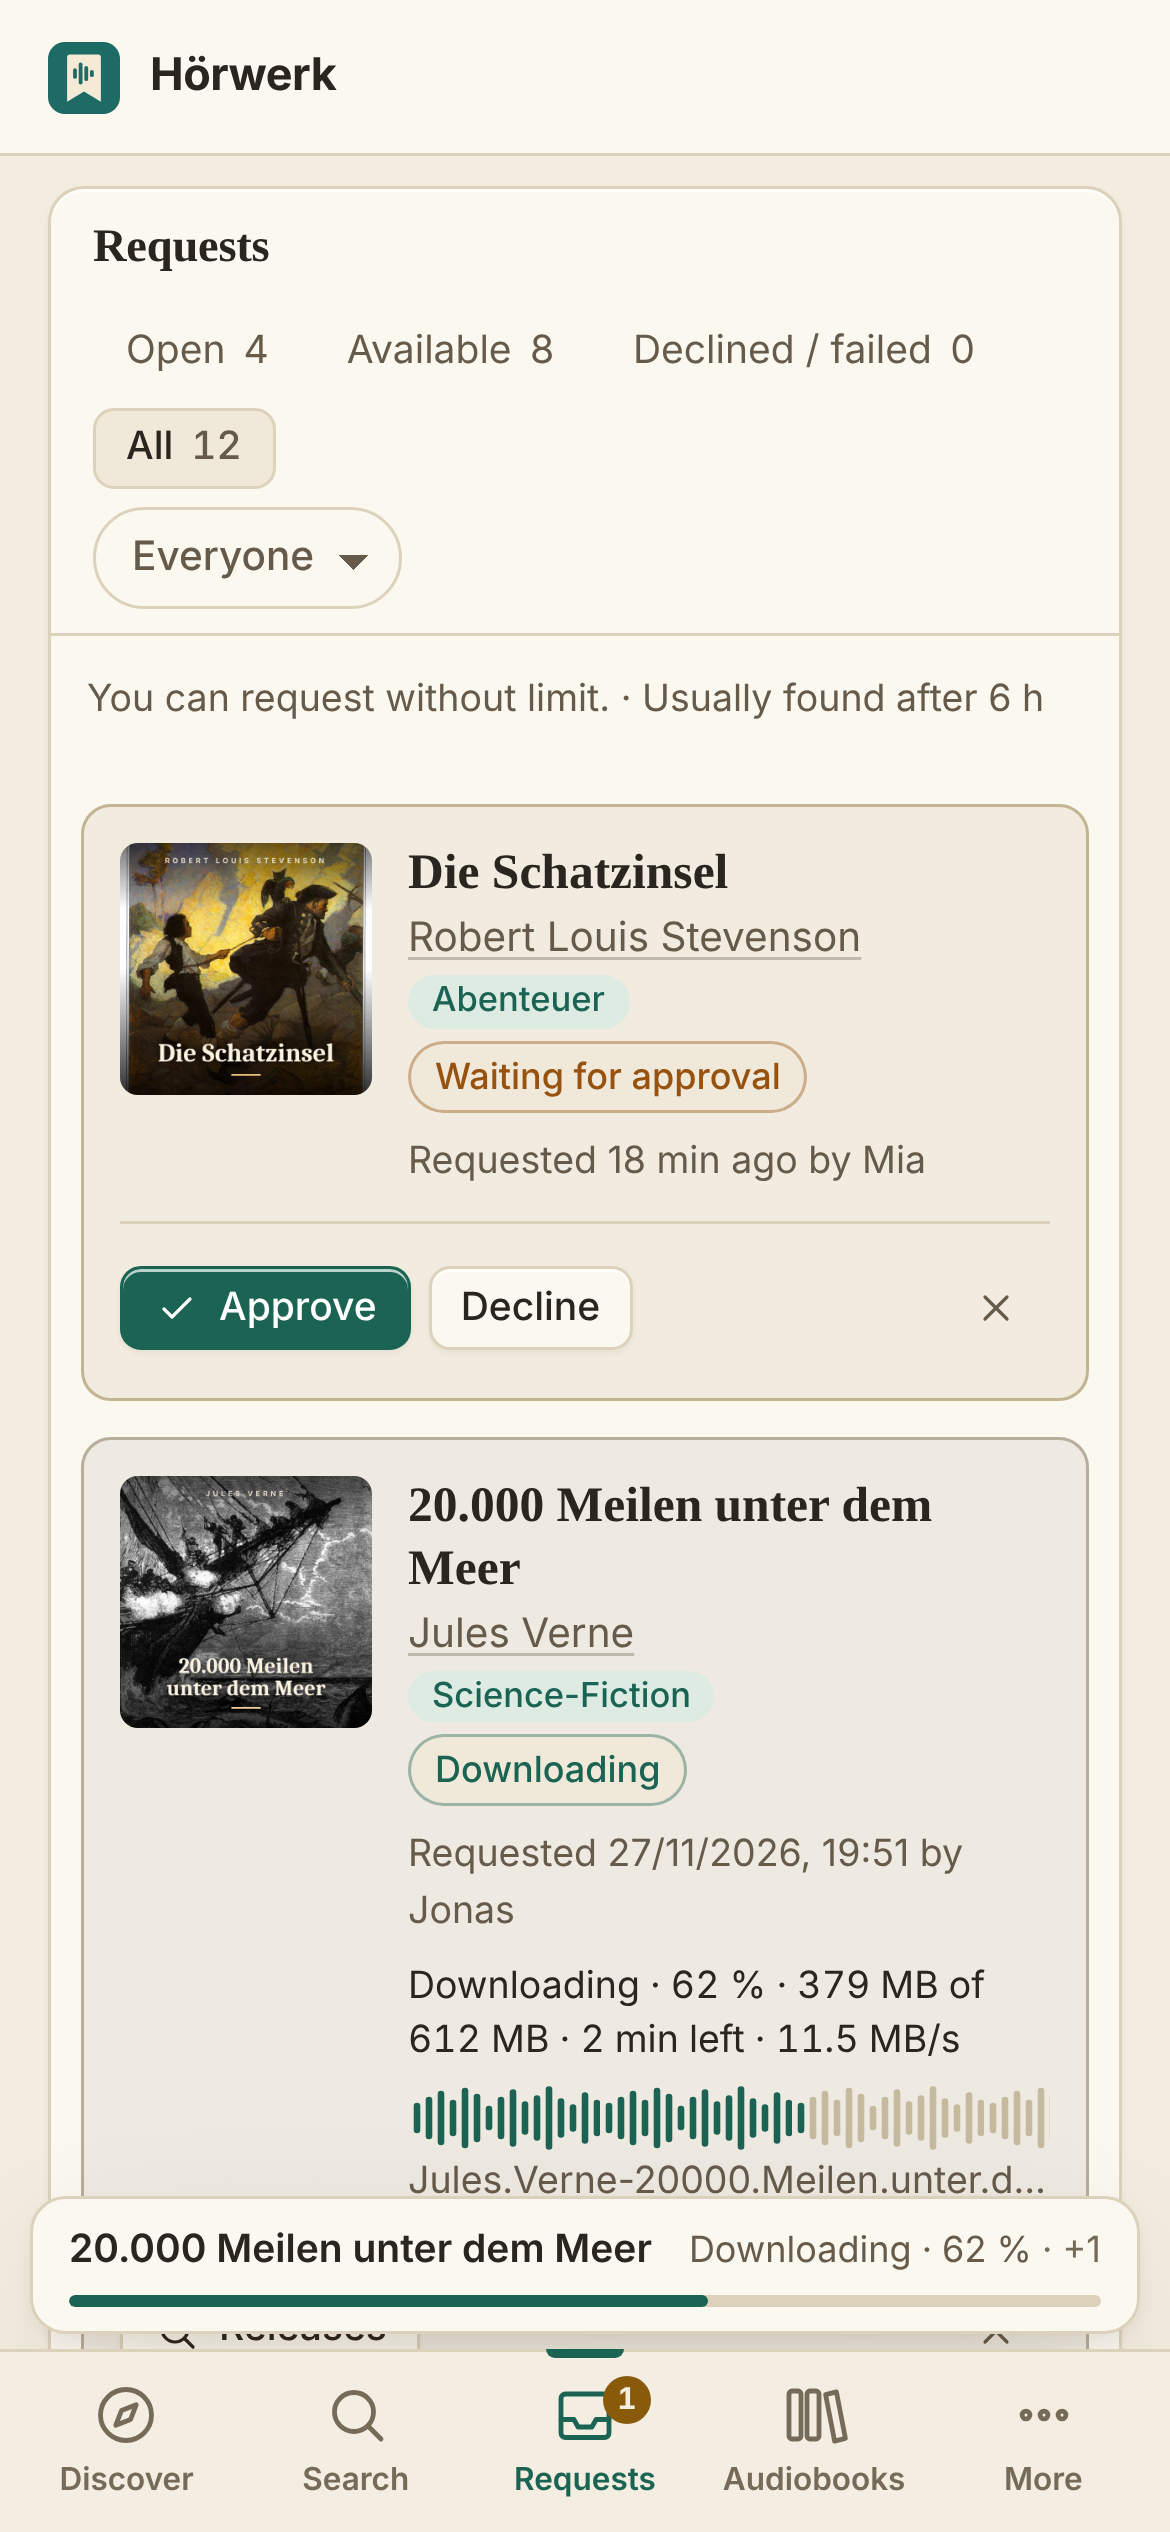 Hörwerk
Requests
Open 4 Available 8 Declined / failed 0
All 12
Everyone
You can request without limit. · Usually found after 6 h
ROBERT LOUIS STEVENSON
Die Schatzinsel
Die Schatzinsel
Robert Louis Stevenson
Abenteuer
Waiting for approval
Requested 18 min ago by Mia
Approve Decline
JULES VERNE
20.000 Meilen
unter dem Meer
20.000 Meilen unter dem
Meer
Jules Verne
Science-Fiction
Downloading
Requested 27/11/2026, 19:51 by
Jonas
Downloading · 62 % · 379 MB of
612 MB · 2 min left · 11.5 MB/s
Jules.Verne-20000.Meilen.unter.d...
20.000 Meilen unter dem Meer Downloading · 62 % · +1
Releases
1
Discover Search Requests Audiobooks More